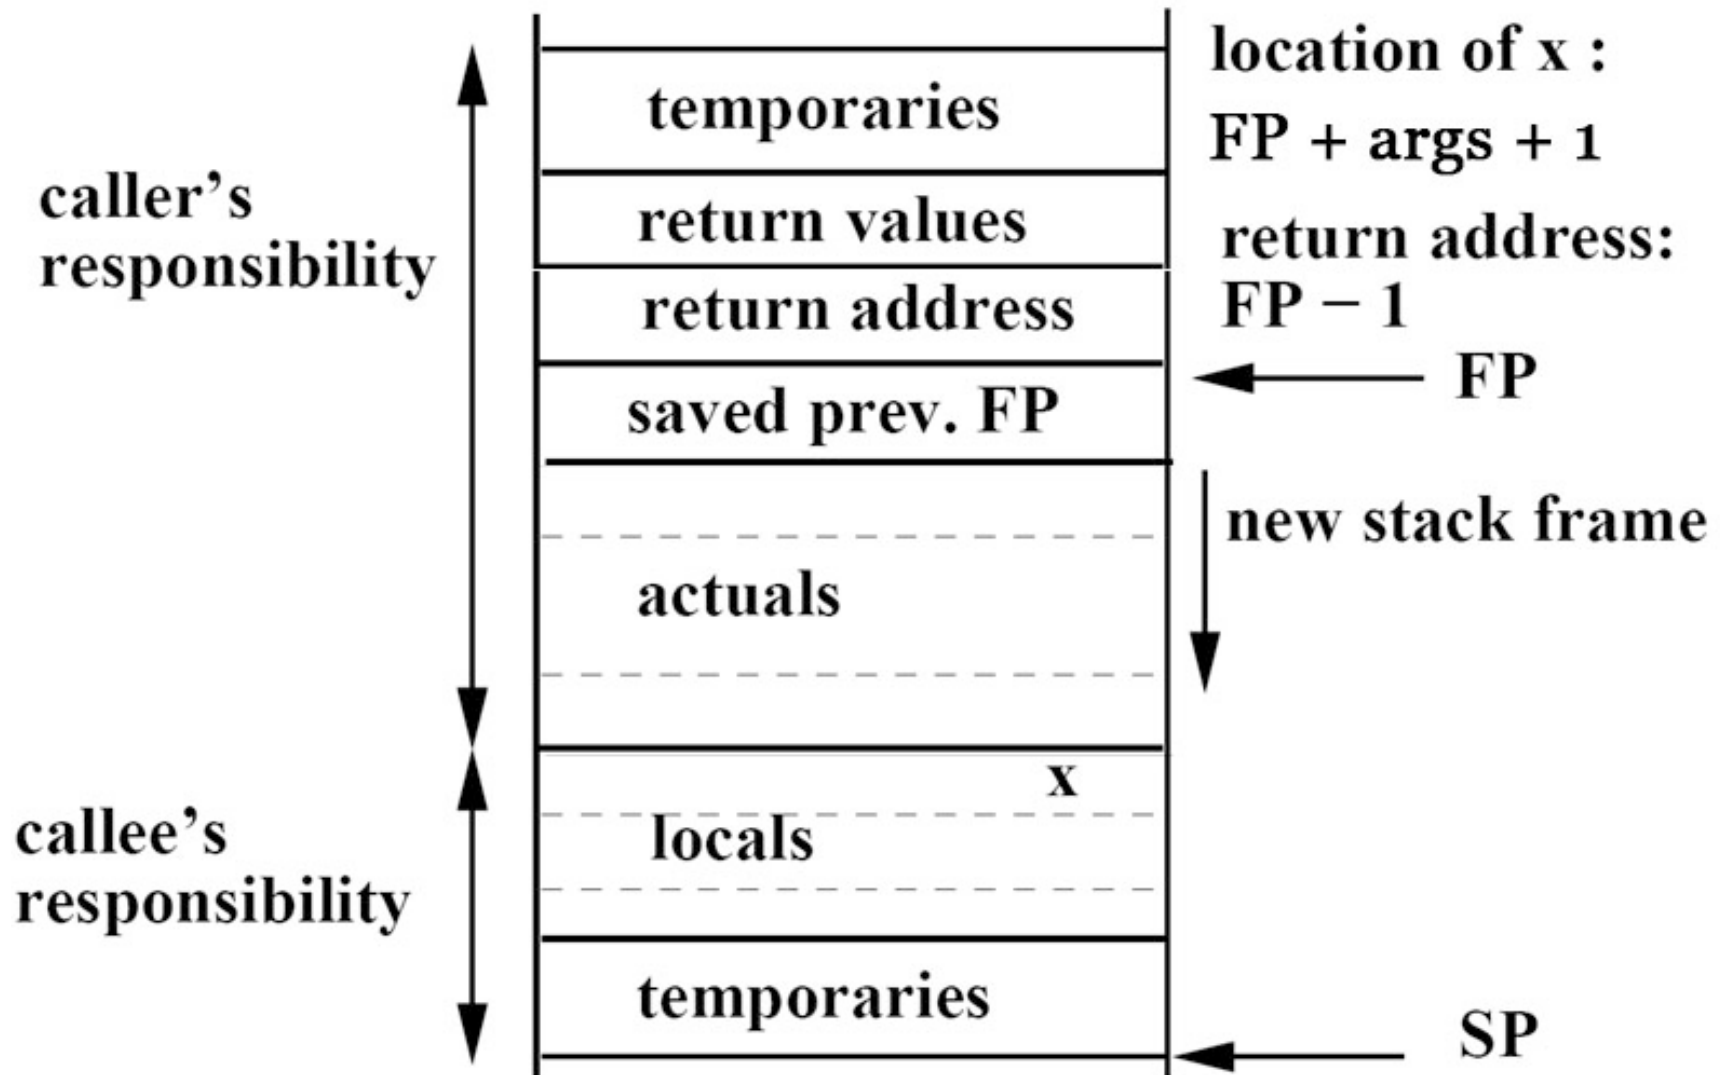 caller's
responsibility
callee's
responsibility
temporaries
return values
return address
saved prev. FP
actuals
x
locals
temporaries
location of x :
FP + args + 1
return address:
FP – 1
FP
new stack frame
SP